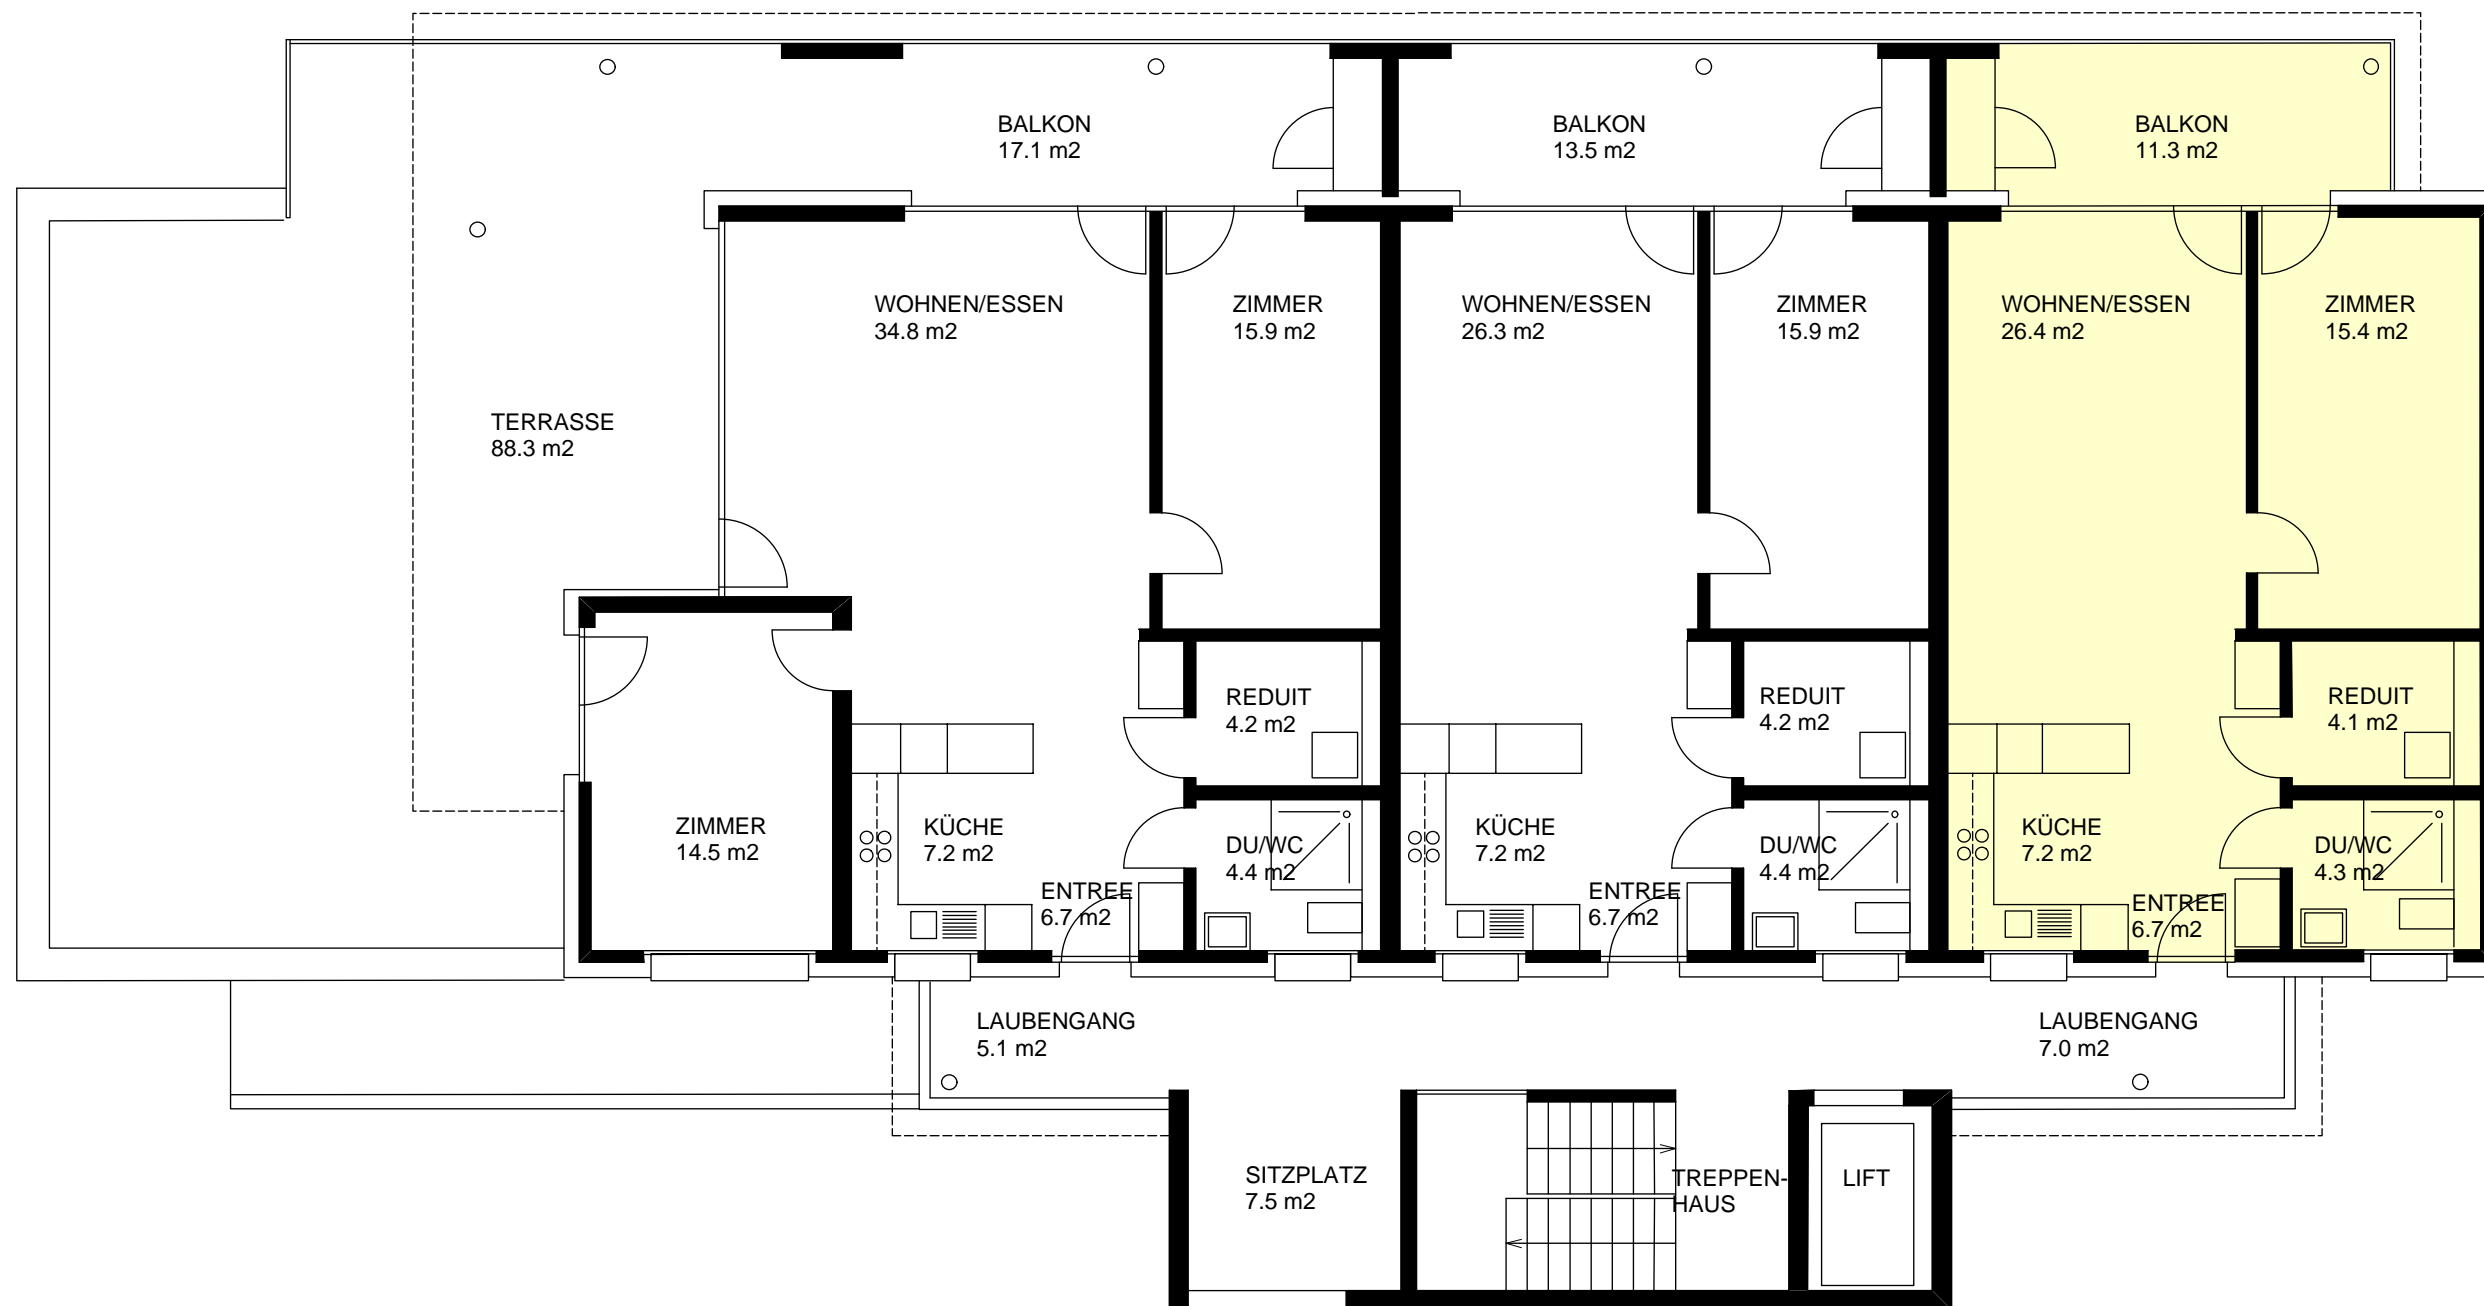 BALKON
17.1 m2
BALKON
13.5 m2
BALKON
11.3 m2
WOHNEN/ESSEN
34.8 m2
ZIMMER
15.9 m2
WOHNEN/ESSEN
26.3 m2
ZIMMER
15.9 m2
WOHNEN/ESSEN
26.4 m2
ZIMMER
15.4 m2
TERRASSE
88.3 m2
REDUIT
4.2 m2
REDUIT
4.2 m2
REDUIT
4.1 m2
ZIMMER
14.5 m2
KÜCHE
7.2 m2
DU/WC
4.4 m2
ENTREE
6.7 m2
KÜCHE
7.2 m2
DU/WC
4.4 m2
ENTREE
6.7 m2
KÜCHE
7.2 m2
DU/WC
4.3 m2
ENTREE
6.7 m2
LAUBENGANG
5.1 m2
LAUBENGANG
7.0 m2
SITZPLATZ
7.5 m2
TREPPEN-
HAUS
LIFT